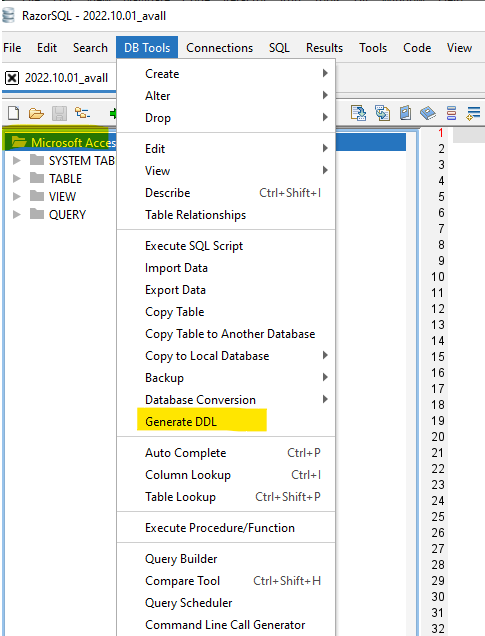 RazorSQL - 2022.10.01_avall
File Edit Search DB Tools Connections SQL Results Tools Code View
2022.10.01_avall
Microsoft Acces
SYSTEM TAB
TABLE
VIEW
QUERY
Create
Alter
Drop
Edit
View
Describe Ctrl+Shift+I
Table Relationships
Execute SQL Script
Import Data
Export Data
Copy Table
Copy Table to Another Database
Copy to Local Database
Backup
Database Conversion
Generate DDL
Auto Complete Ctrl+P
Column Lookup Ctrl+I
Table Lookup Ctrl+Shift+P
Execute Procedure/Function
Query Builder
Compare Tool Ctrl+Shift+H
Query Scheduler
Command Line Call Generator
1
2
3
4
5
6
7
8
9
10
11
12
13
14
15
16
17
18
19
20
21
22
23
24
25
26
27
28
29
30
31
32